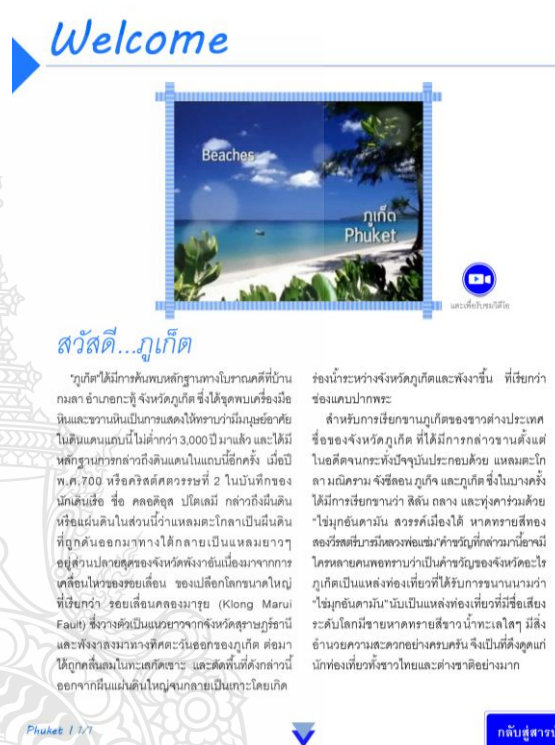 Welcome
Beaches
ภูเก็ต
Phuket
แตะเพื่อรับชมวิดีโอ
สวัสดี...ภูเก็ต
"ภูเก็ต"ได้มีการค้นพบหลักฐานทางโบราณคดีที่บ้าน
กมลา อำเภอกะทู้ จังหวัดภูเก็ต ซึ่งได้ขุดพบเครื่องมือ
หินและขวานหินเป็นการแสดงให้ทราบว่ามีมนุษย์อาศัย
ในดินแดนแถบนี้ไม่ต่ำกว่า 3,000 ปี มาแล้ว และได้มี
หลักฐานการกล่าวถึงดินแดนในแถบนี้อีกครั้ง เมื่อปี
พ.ศ.700 หรือคริสต์ศตวรรษที่ 2 ในบันทึกของ
นักเดินเรือ ชื่อ คลอดิอุส ปโตเลมี กล่าวถึงผืนดิน
หรือแผ่นดินในส่วนนี้ว่าแหลมตะโกลาเป็นผืนดิน
ที่ถูกดันออกมาทางใต้กลายเป็นแหลมยาวๆ
อยู่ส่วนปลายสุดของจังหวัดพังงาอันเนื่องมาจากการ
เคลื่อนไหวของรอยเลื่อน ของเปลือกโลกขนาดใหญ่
ที่เรียกว่า รอยเลื่อนคลองมารุย (Klong Marui
Fault) ซึ่งวางตัวเป็นแนวยาวจากจังหวัดสุราษฎร์ธานี
และพังงาลงมาทางทิศตะวันออกของภูเก็ต ต่อมา
ได้ถูกคลื่นลมในทะเลกัดเซาะ และตัดพื้นที่ดังกล่าวนี้
ออกจากผืนแผ่นดินใหญ่จนกลายเป็นเกาะโดยเกิด
ร่องน้ำระหว่างจังหวัดภูเก็ตและพังงาขึ้น ที่เรียกว่า
ช่องแคบปากพระ
สำหรับการเรียกขานภูเก็ตของชาวต่างประเทศ
ชื่อของจังหวัดภูเก็ต ที่ได้มีการกล่าวขานตั้งแต่
ในอดีตจนกระทั่งปัจจุบันประกอบด้วย แหลมตะโก
ลา มณิคราม จังซีลอน ภูเก็จ และภูเก็ต ซึ่งในบางครั้ง
ได้มีการเรียกขานว่า สิลัน ถลาง และทุ่งคาร่วมด้วย
"ไข่มุกอันดามัน สวรรค์เมืองใต้ หาดทรายสีทอง
สองวีรสตรีบารมีหลวงพ่อแช่ม"คำขวัญที่กล่าวมานี้อาจมี
ใครหลายคนพอทราบว่าเป็นคำขวัญของจังหวัดอะไร
ภูเก็ตเป็นแหล่งท่องเที่ยวที่ได้รับการขนานนามว่า
"ไข่มุกอันดามัน"นับเป็นแหล่งท่องเที่ยวที่มีชื่อเสียง
ระดับโลกมีชายหาดทรายสีขาวน้ำทะเลใสๆ มีสิ่ง
อำนวยความสะดวกอย่างครบครัน จึงเป็นที่ดึงดูดแก่
นักท่องเที่ยวทั้งชาวไทยและต่างชาติอย่างมาก
Phuket | 1/7
กลับสู่สารบ